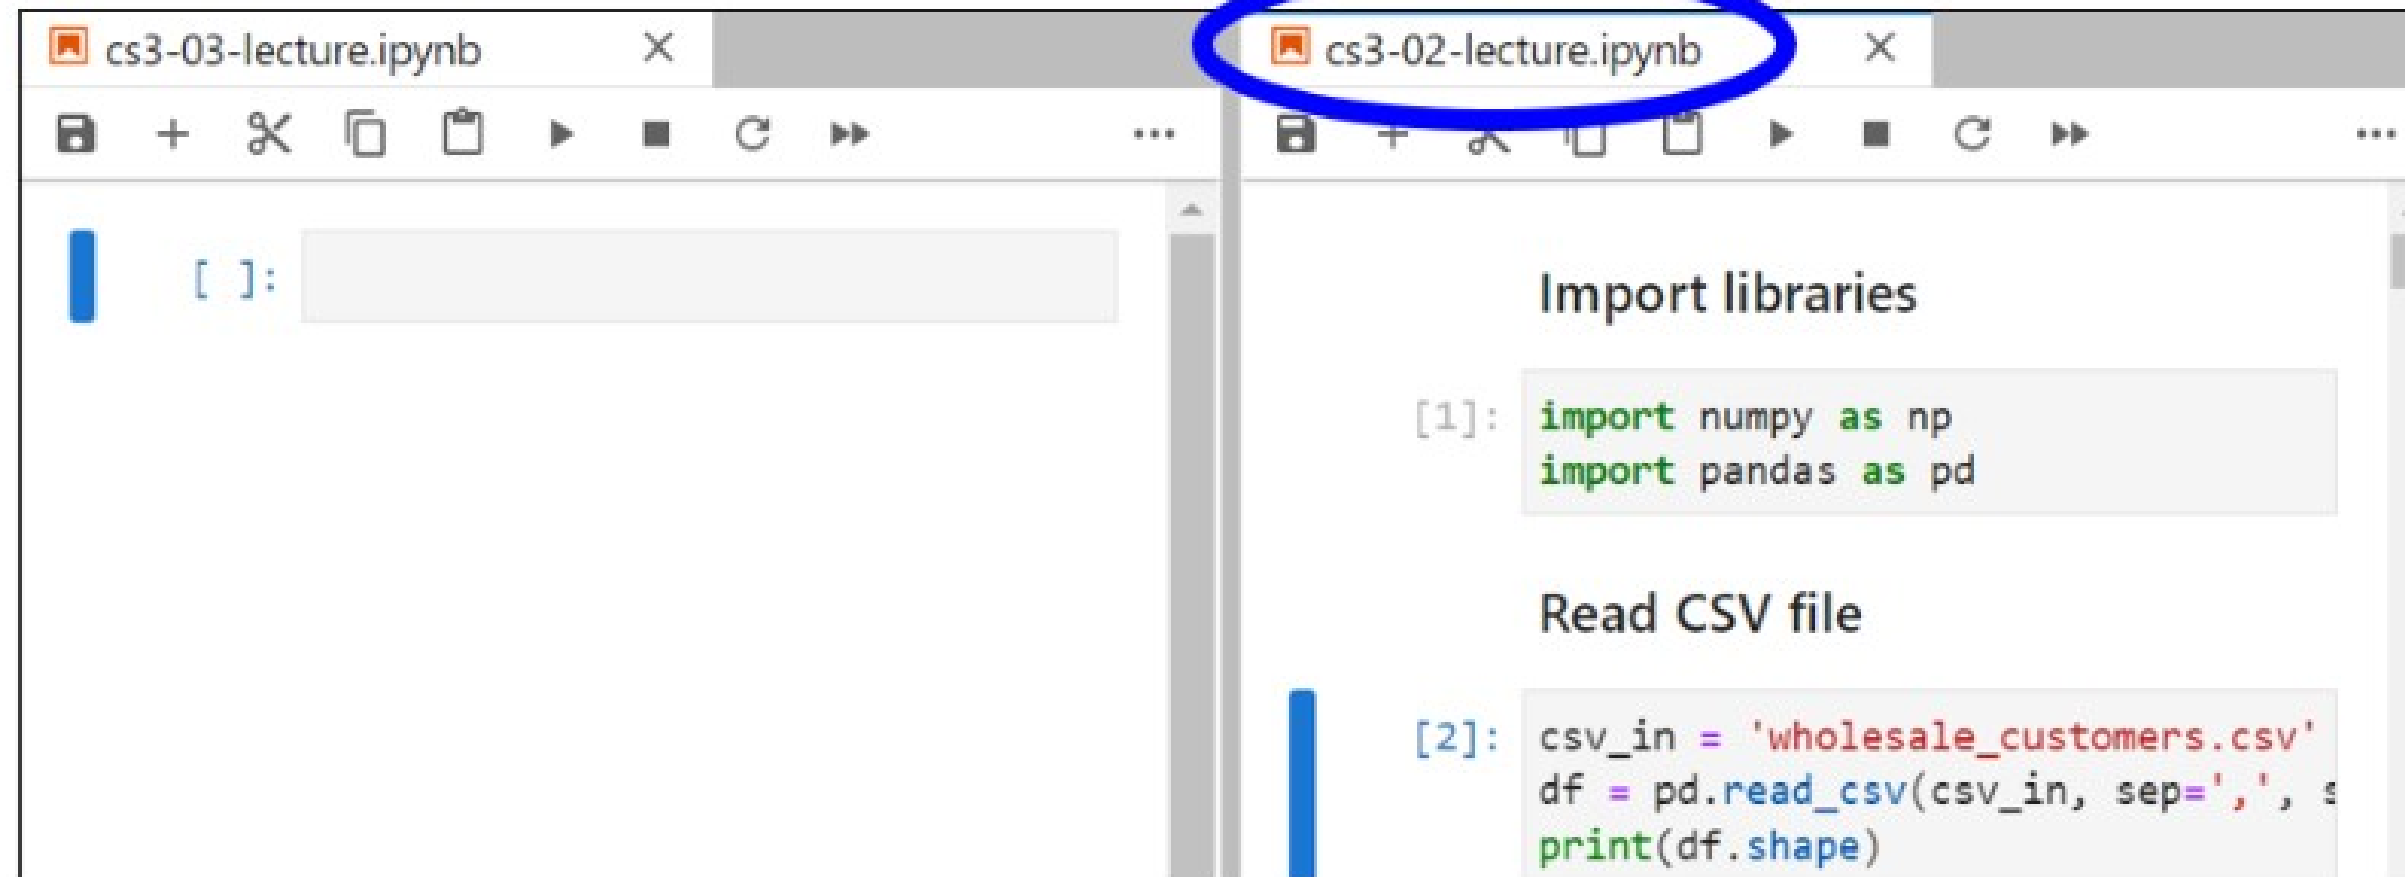 cs3-03-lecture.ipynb
[ ]:
cs3-02-lecture.ipynb
Import libraries
[1]: import numpy as np
import pandas as pd
Read CSV file
[2]: csv_in = 'wholesale_customers.csv'
df = pd.read_csv(csv_in, sep=',', s
print(df.shape)